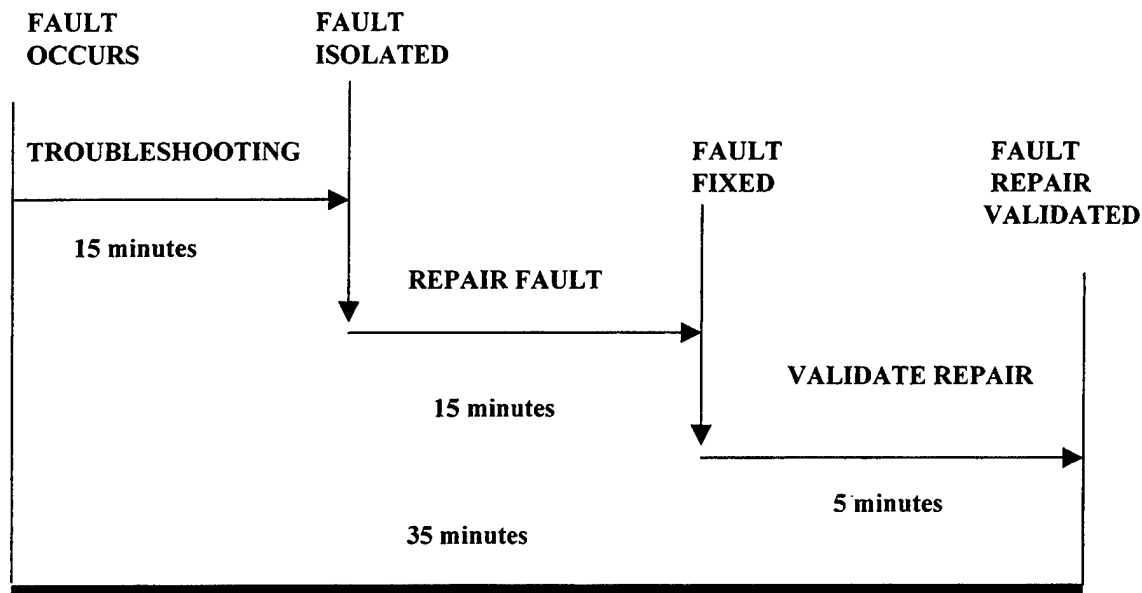 FAULT
OCCURS
FAULT
ISOLATED
TROUBLESHOOTING
15 minutes
FAULT
FIXED
FAULT
REPAIR
VALIDATED
REPAIR FAULT
15 minutes
VALIDATE REPAIR
5 minutes
35 minutes